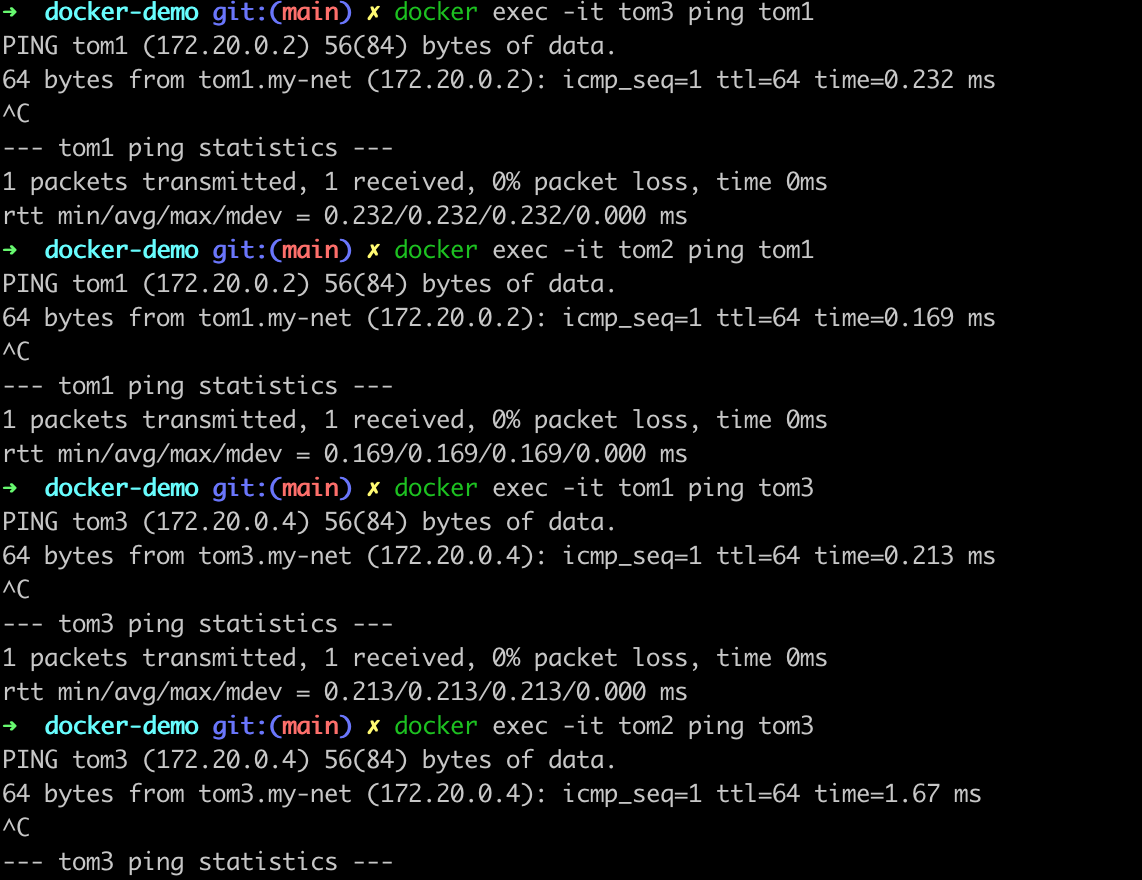 ➜  docker-demo git:(main) ✗ docker exec -it tom3 ping tom1
PING tom1 (172.20.0.2) 56(84) bytes of data.
64 bytes from tom1.my-net (172.20.0.2): icmp_seq=1 ttl=64 time=0.232 ms
^C
--- tom1 ping statistics ---
1 packets transmitted, 1 received, 0% packet loss, time 0ms
rtt min/avg/max/mdev = 0.232/0.232/0.232/0.000 ms
➜  docker-demo git:(main) ✗ docker exec -it tom2 ping tom1
PING tom1 (172.20.0.2) 56(84) bytes of data.
64 bytes from tom1.my-net (172.20.0.2): icmp_seq=1 ttl=64 time=0.169 ms
^C
--- tom1 ping statistics ---
1 packets transmitted, 1 received, 0% packet loss, time 0ms
rtt min/avg/max/mdev = 0.169/0.169/0.169/0.000 ms
➜  docker-demo git:(main) ✗ docker exec -it tom1 ping tom3
PING tom3 (172.20.0.4) 56(84) bytes of data.
64 bytes from tom3.my-net (172.20.0.4): icmp_seq=1 ttl=64 time=0.213 ms
^C
--- tom3 ping statistics ---
1 packets transmitted, 1 received, 0% packet loss, time 0ms
rtt min/avg/max/mdev = 0.213/0.213/0.213/0.000 ms
➜  docker-demo git:(main) ✗ docker exec -it tom2 ping tom3
PING tom3 (172.20.0.4) 56(84) bytes of data.
64 bytes from tom3.my-net (172.20.0.4): icmp_seq=1 ttl=64 time=1.67 ms
^C
--- tom3 ping statistics ---